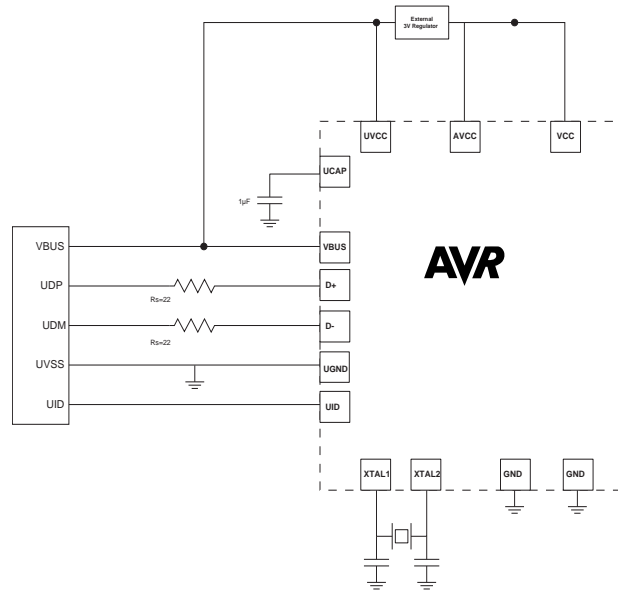 External
3V Regulator
UVCC
AVCC
VCC
UCAP
1µF
VBUS
VBUS
UDP
Rs=22
D+
UDM
Rs=22
D-
UVSS
UGND
UID
UID
AVR
XTAL1
XTAL2
GND
GND